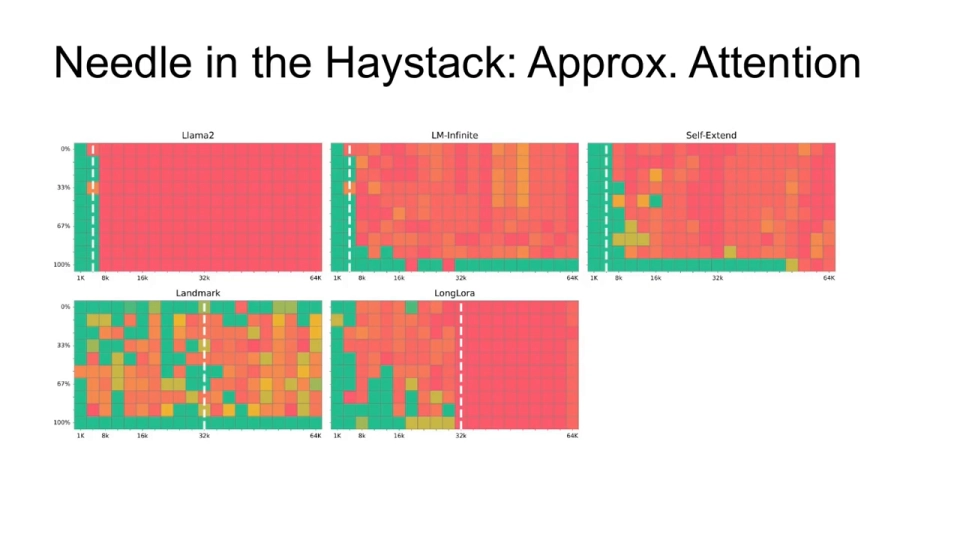 Needle in the Haystack: Approx. Attention
Llama2
LM-Infinite
Self-Extend
0%
33%
67%
100%
1K 8k 16k 32k 64K
1K 8k 16k 32k 64K
1K 8k 16k 32k 64K
Landmark
LongLora
0%
33%
67%
100%
1K 8k 16k 32k 64K
1K 8k 16k 32k 64K